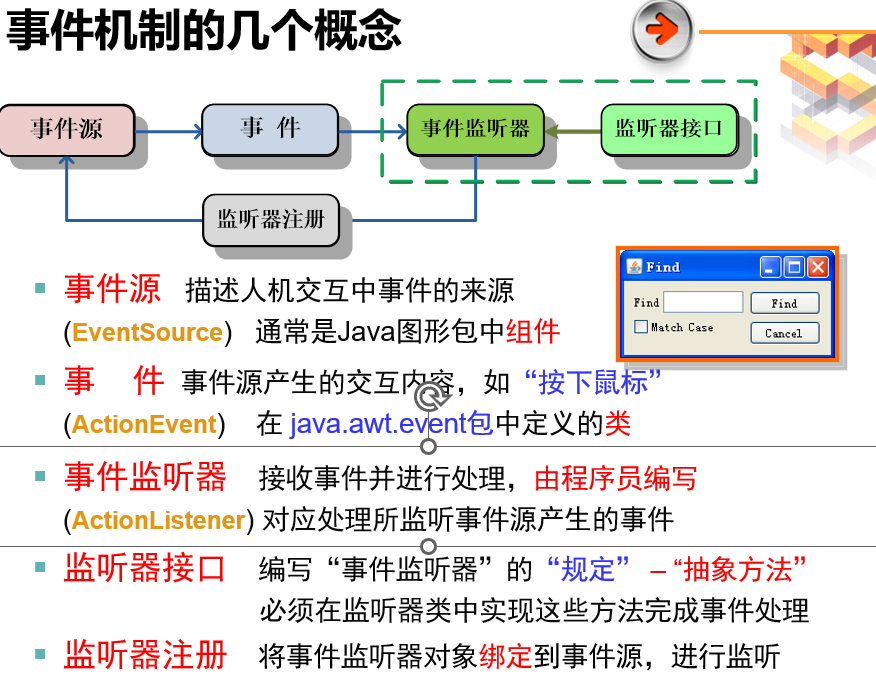 事件机制的几个概念
事件源
事 件
事件监听器
监听器接口
监听器注册
Find
Find
Find
Match Case
Cancel
事件源 描述人机交互中事件的来源
(EventSource) 通常是Java图形包中组件
事 件 事件源产生的交互内容，如“按下鼠标”
(ActionEvent) 在 java.awt.event包中定义的类
事件监听器 接收事件并进行处理，由程序员编写
(ActionListener) 对应处理所监听事件源产生的事件
监听器接口 编写“事件监听器”的“规定” – “抽象方法”
必须在监听器类中实现这些方法完成事件处理
监听器注册 将事件监听器对象绑定到事件源，进行监听